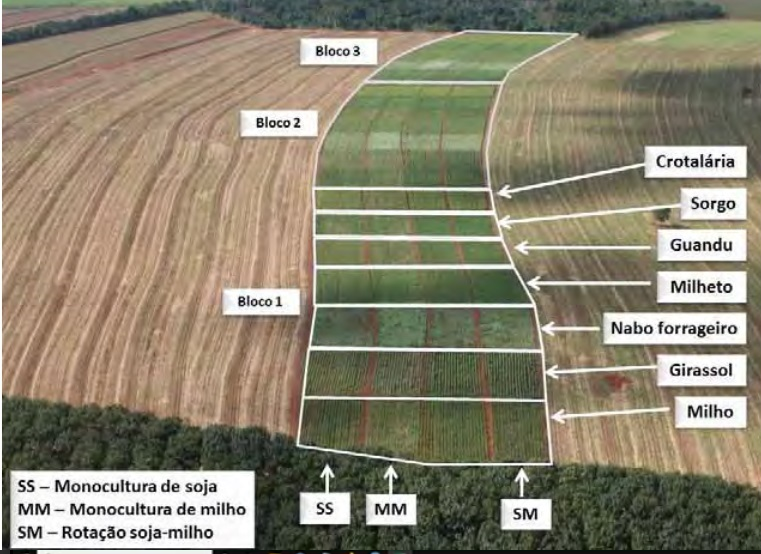 Bloco 3
Bloco 2
Crotalária
Sorgo
Guandu
Milheto
Bloco 1
Nabo forrageiro
Girassol
Milho
SS – Monocultura de soja
MM – Monocultura de milho
SM – Rotação soja-milho
SS
MM
SM